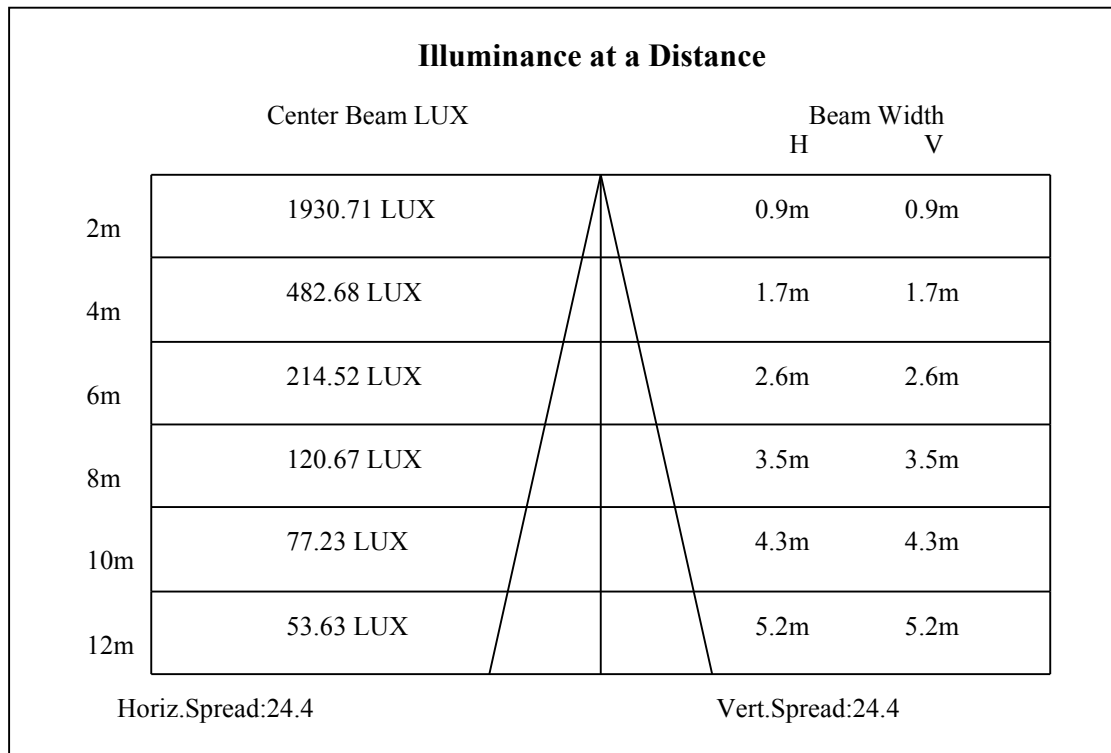 Illuminance at a Distance
Center Beam LUX Beam Width
H V
2m 1930.71 LUX 0.9m 0.9m
4m 482.68 LUX 1.7m 1.7m
6m 214.52 LUX 2.6m 2.6m
8m 120.67 LUX 3.5m 3.5m
10m 77.23 LUX 4.3m 4.3m
12m 53.63 LUX 5.2m 5.2m
Horiz.Spread:24.4 Vert.Spread:24.4